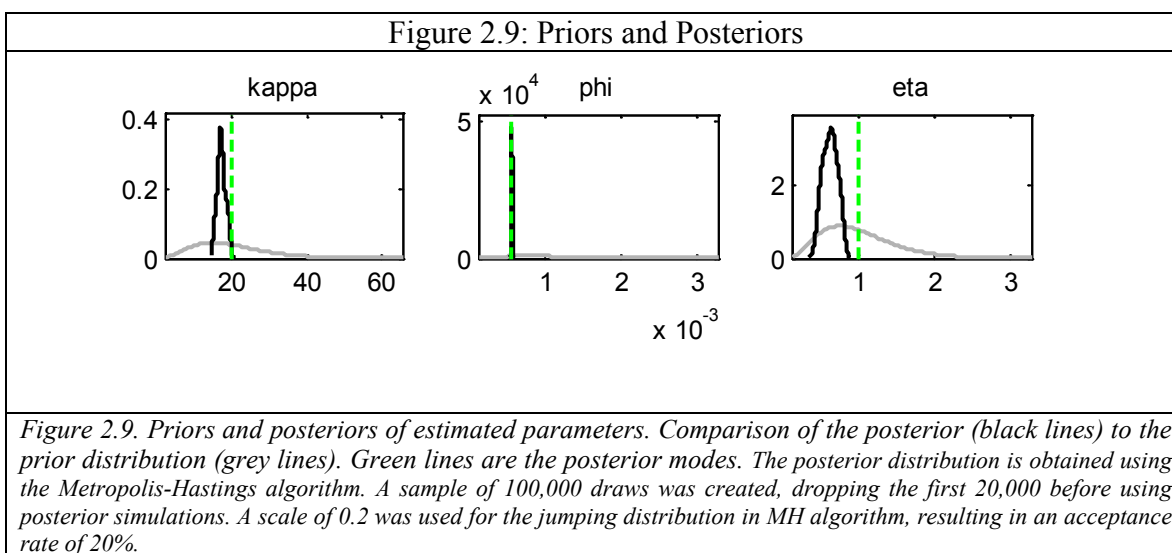 Figure 2.9: Priors and Posteriors
kappa
0.4
0.2
0
20 40 60
x 10^4 phi
5
0
1 2 3
x 10^-3
eta
2
0
1 2 3
Figure 2.9. Priors and posteriors of estimated parameters. Comparison of the posterior (black lines) to the
prior distribution (grey lines). Green lines are the posterior modes. The posterior distribution is obtained using
the Metropolis-Hastings algorithm. A sample of 100,000 draws was created, dropping the first 20,000 before using
posterior simulations. A scale of 0.2 was used for the jumping distribution in MH algorithm, resulting in an acceptance
rate of 20%.